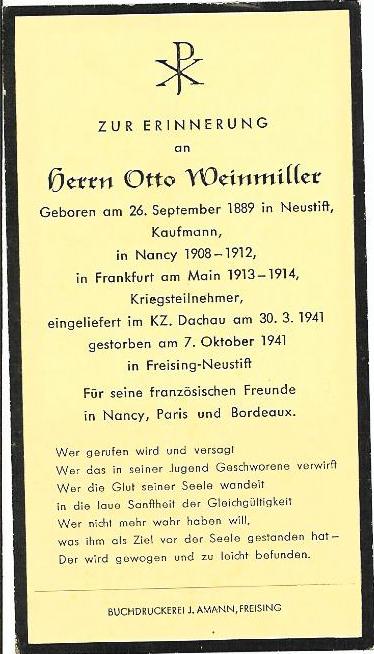 ZUR ERINNERUNG
an
Herrn Otto Weinmiller
Geboren am 26. September 1889 in Neustift,
Kaufmann,
in Nancy 1908–1912,
in Frankfurt am Main 1913–1914,
Kriegsteilnehmer,
eingeliefert im KZ. Dachau am 30. 3. 1941
gestorben am 7. Oktober 1941
in Freising-Neustift
Für seine französischen Freunde
in Nancy, Paris und Bordeaux.
Wer gerufen wird und versagt
Wer das in seiner Jugend Geschworene verwirft
Wer die Glut seiner Seele wandelt
in die laue Sanftheit der Gleichgültigkeit
Wer nicht mehr wahr haben will,
was ihm als Ziel vor der Seele gestanden hat–
Der wird gewogen und zu leicht befunden.
BUCHDRUCKEREI J. AMANN, FREISING